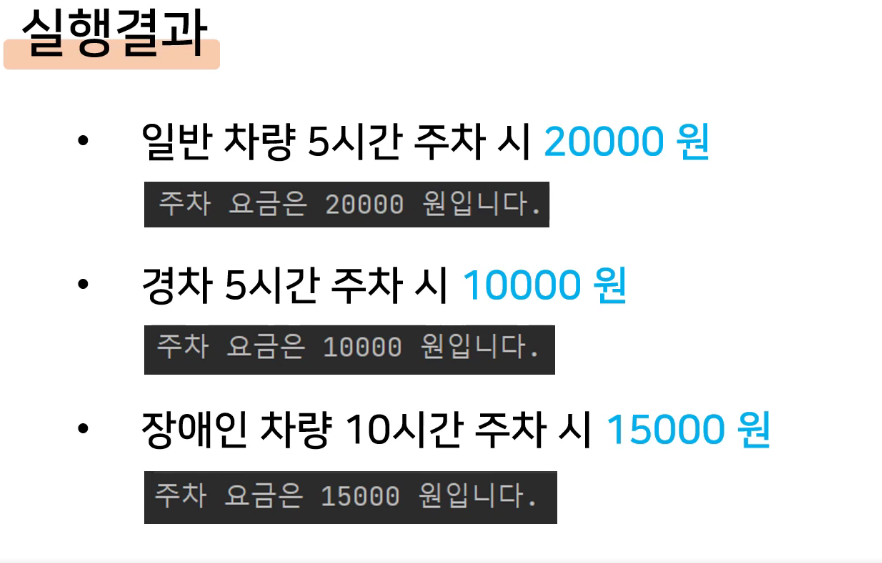 실행결과
• 일반 차량 5시간 주차 시 20000 원
주차 요금은 20000 원입니다.
• 경차 5시간 주차 시 10000 원
주차 요금은 10000 원입니다.
• 장애인 차량 10시간 주차 시 15000 원
주차 요금은 15000 원입니다.